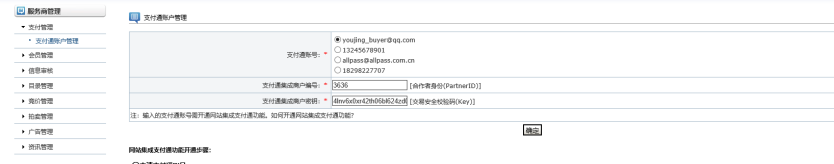 服务商管理
支付管理
支付通账户管理
会员管理
信息审核
目录管理
竞价管理
拍卖管理
广告管理
资讯管理
支付通账户管理
支付通账号: *
youjing_buyer@qq.com
13245678901
allpass@allpass.com.cn
18298227707
支付通集成商户编号: * 3636 [合作者身份(PartnerID)]
支付通集成商户密钥: * [交易安全校验码(Key)]
注: 输入的支付通账号需开通网站集成支付通功能。如何开通网站集成支付通功能?
确定
网站集成支付通功能开通步骤: